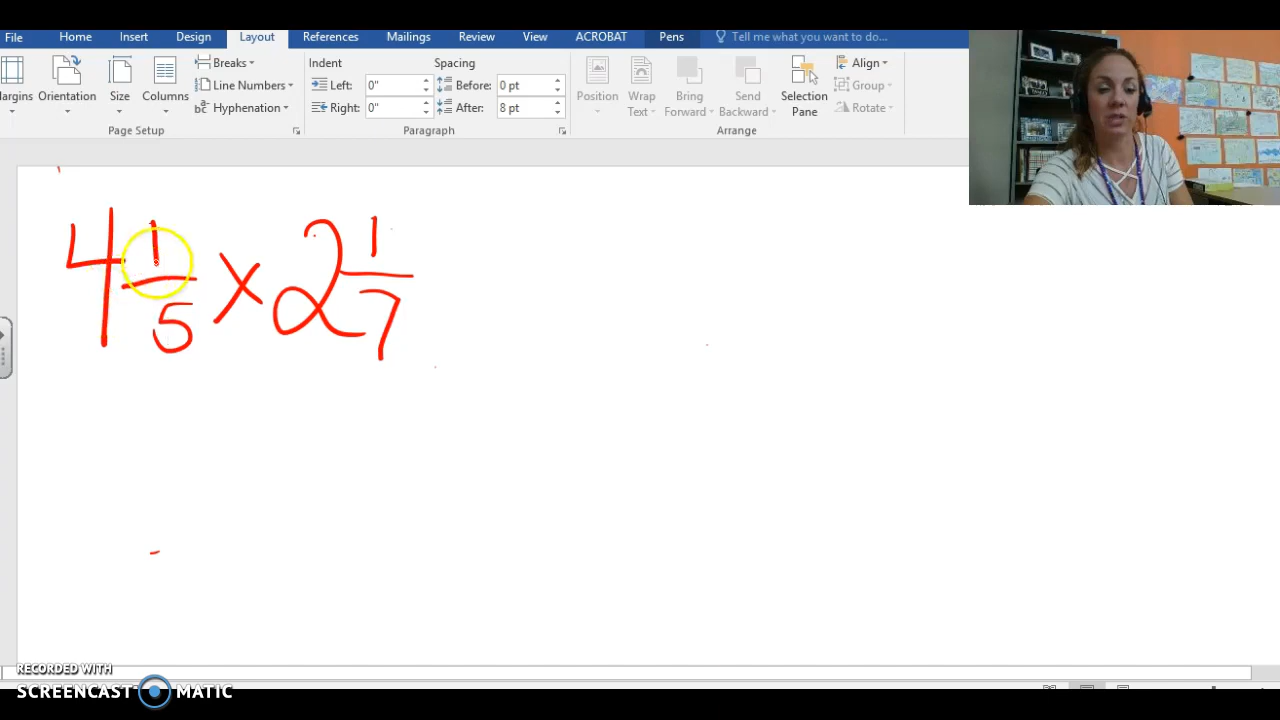 File Home Insert Design Layout References Mailings Review View ACROBAT Pens Tell me what you want to do...
Orientation
Size
Columns
Breaks
Line Numbers
Hyphenation
Page Setup
Indent
Left: 0"
Right: 0"
Spacing
Before: 0 pt
After: 8 pt
Paragraph
Position
Wrap
Text
Bring
Forward
Send
Backward
Selection
Pane
Align
Group
Rotate
Arrange
4 1/5 x 2 1/7
RECORDED WITH
SCREENCAST MATIC